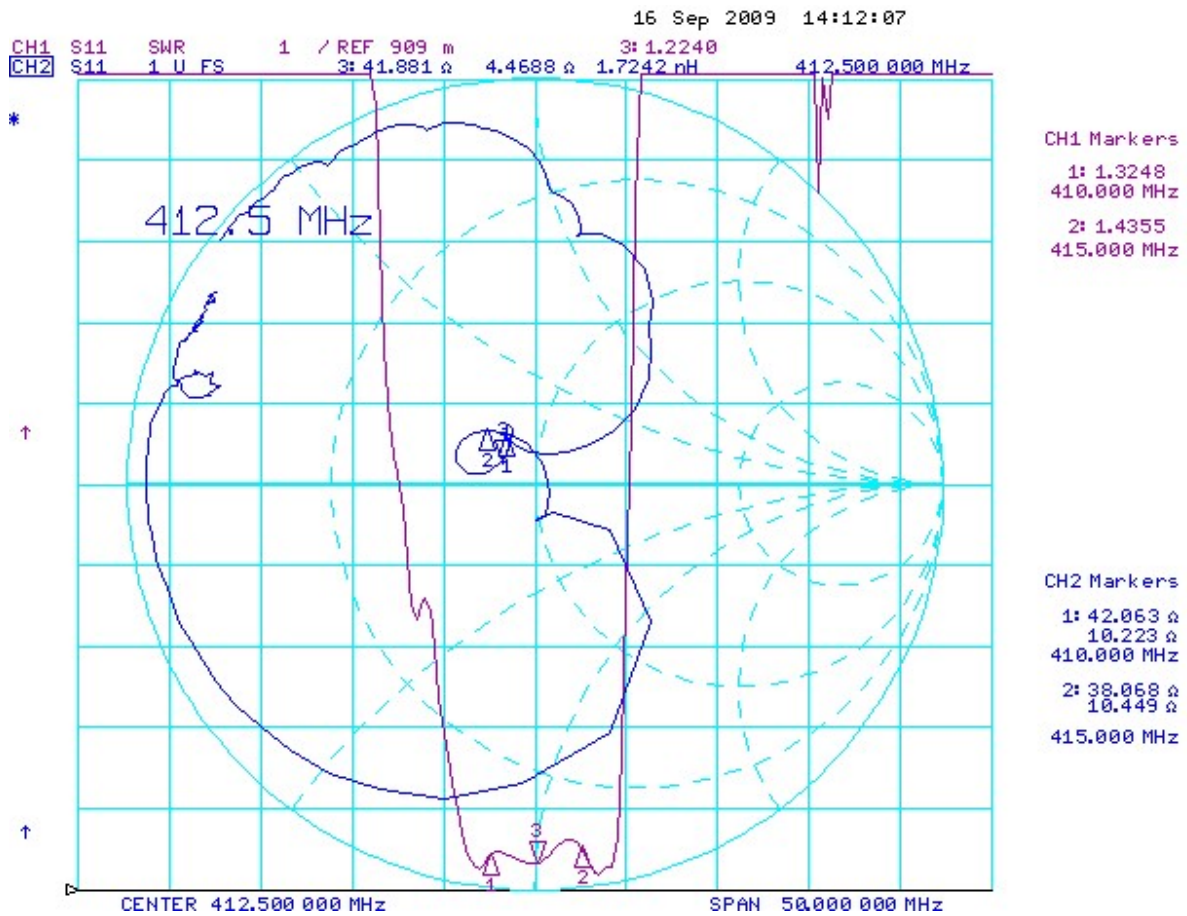 16 Sep 2009 14:12:07
CH1 S11 SWR 1 / REF 909 m 3: 1.2240
CH2 S11 1 U FS 3: 41.881 Ω 4.4688 Ω 1.7242 nH 412.500 000 MHz
*
CH1 Markers
1: 1.3248
410.000 MHz
2: 1.4355
415.000 MHz
412.5 MHz
↑
3
2
1
CH2 Markers
1: 42.063 Ω
10.223 Ω
410.000 MHz
2: 38.068 Ω
10.449 Ω
415.000 MHz
↑
3
1
2
CENTER 412.500 000 MHz SPAN 50.000 000 MHz